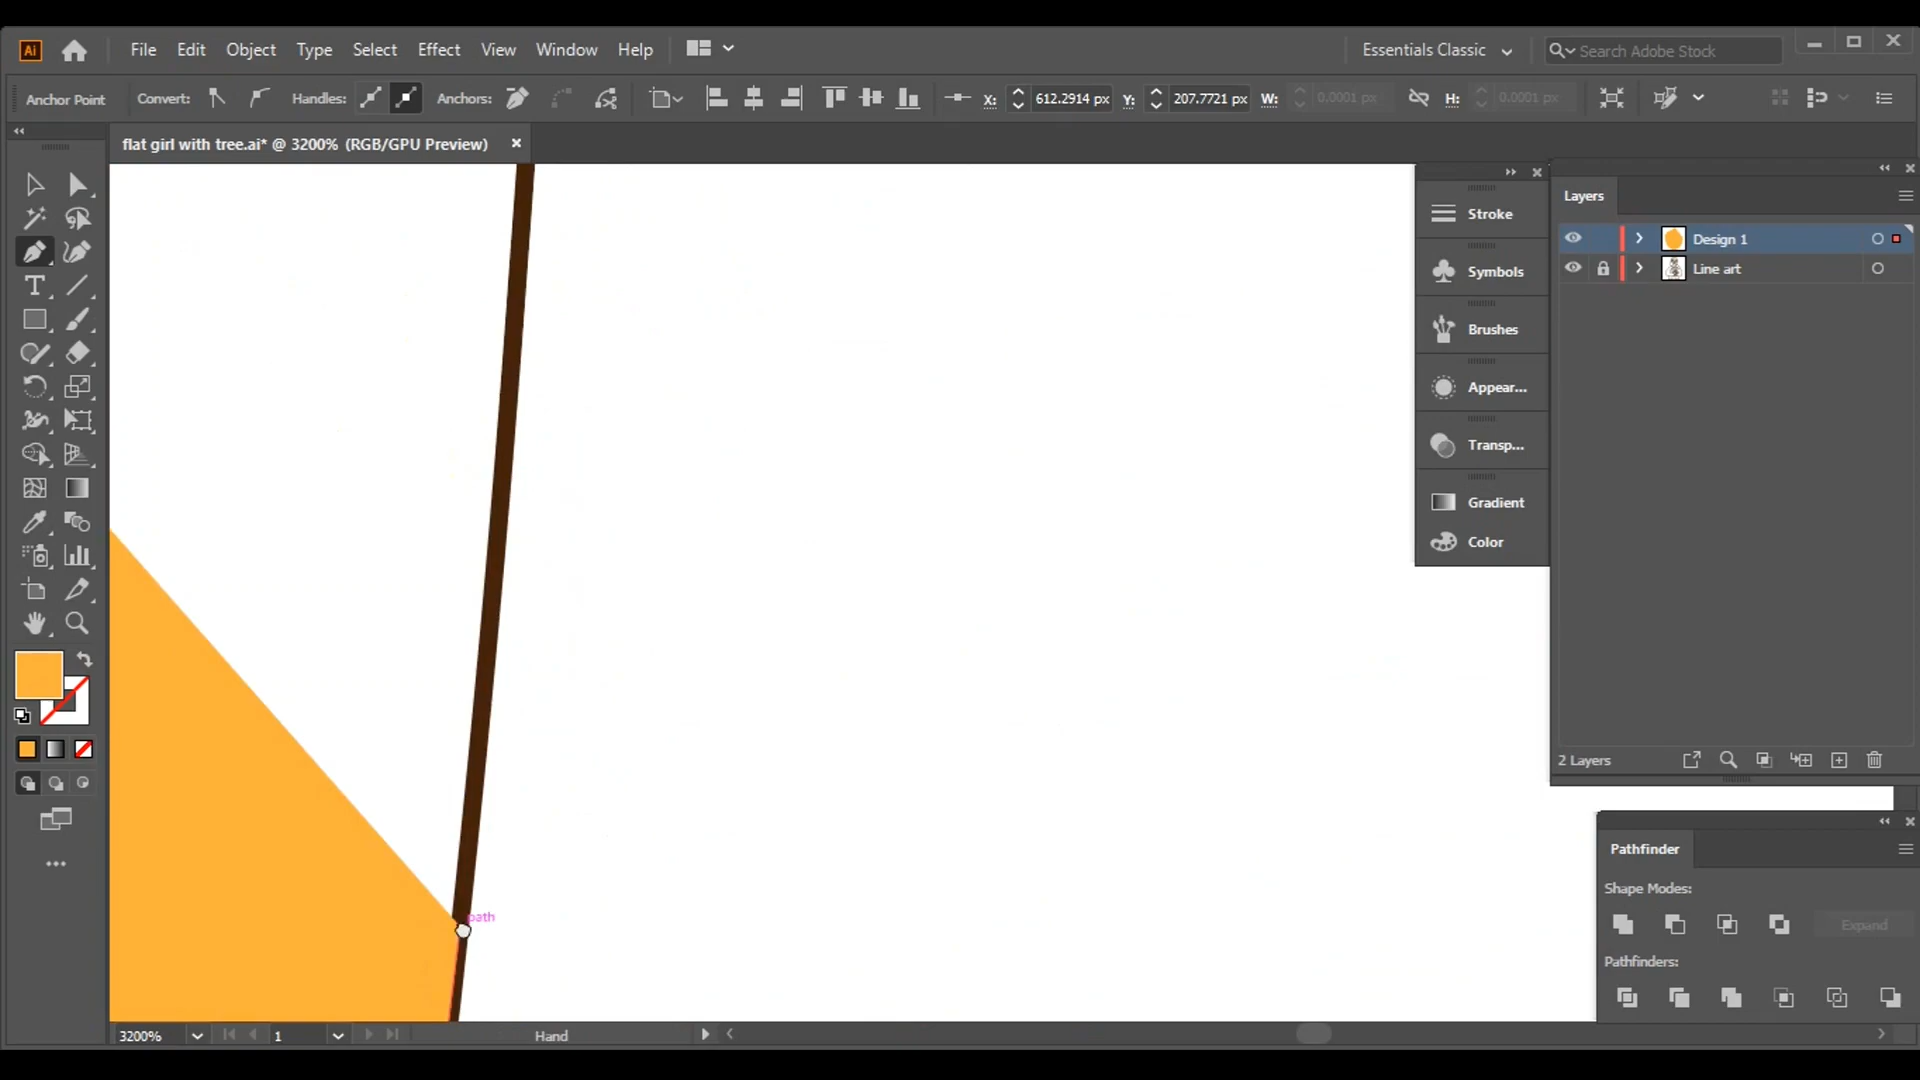 Ai File Edit Object Type Select Effect View Window Help Essentials Classic Search Adobe Stock
Anchor Point Convert: Handles: Anchors: X: 612.2914 px Y: 207.7721 px W: 0.0001 px H: 0.0001 px
flat girl with tree.ai* @ 3200% (RGB/GPU Preview)
Stroke
Symbols
Brushes
Appear...
Transp...
Gradient
Color
Layers
Design 1
Line art
2 Layers
Pathfinder
Shape Modes:
Expand
Pathfinders:
path
3200% 1 Hand